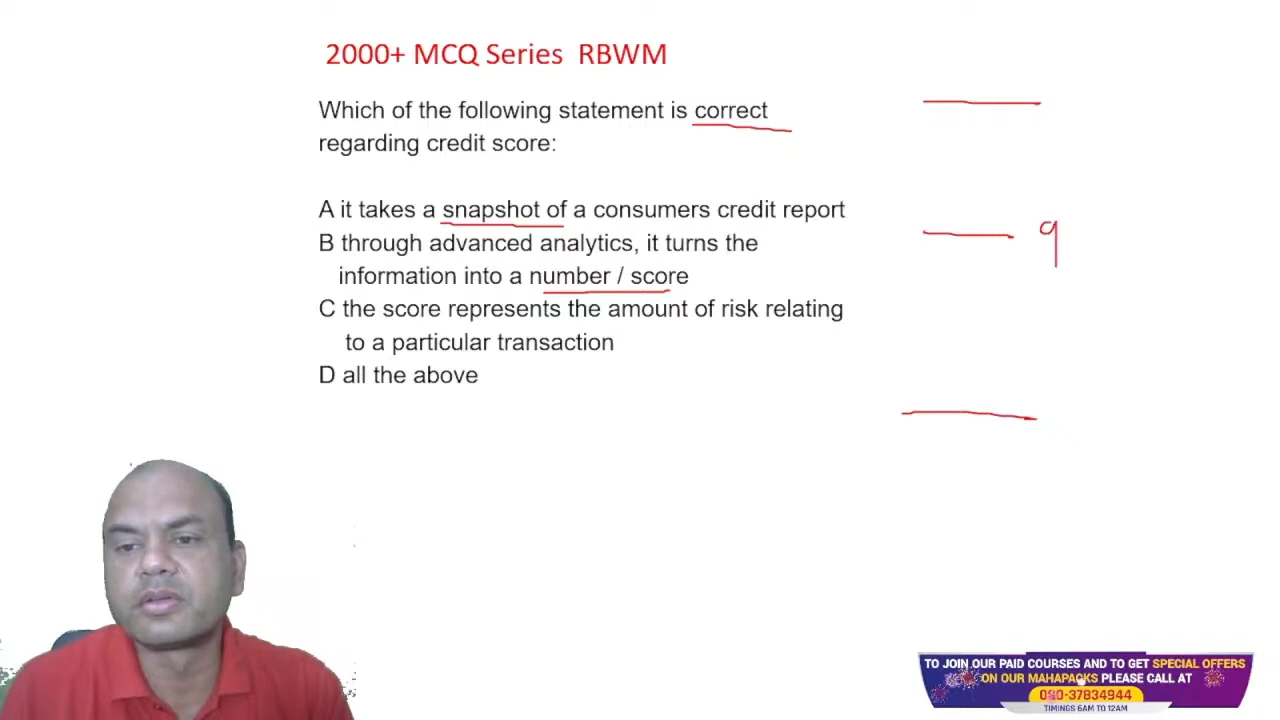 2000+ MCQ Series RBWM
Which of the following statement is correct
regarding credit score:
A it takes a snapshot of a consumers credit report
B through advanced analytics, it turns the
information into a number / score
9
C the score represents the amount of risk relating
to a particular transaction
D all the above
TO JOIN OUR PAID COURSES AND TO GET SPECIAL OFFERS
ON OUR MAHAPACKS PLEASE CALL AT
090-37834944
TIMINGS 6AM TO 12AM